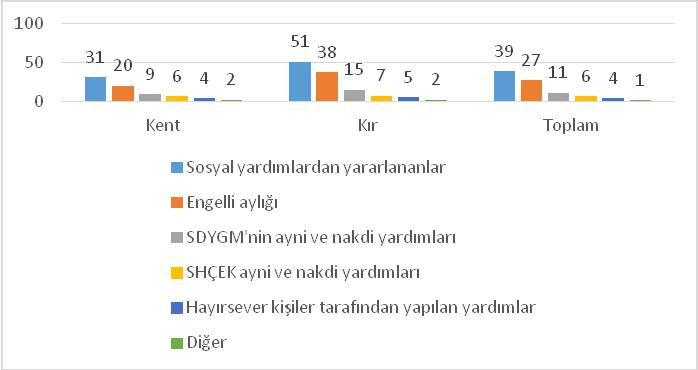 100
50
0
31 20 9 6 4 2
51 38 15 7 5 2
39 27 11 6 4 1
Kent Kır Toplam
Sosyal yardımlardan yararlananlar
Engelli aylığı
SDYGM'nin ayni ve nakdi yardımları
SHÇEK ayni ve nakdi yardımları
Hayırsever kişiler tarafından yapılan yardımlar
Diğer